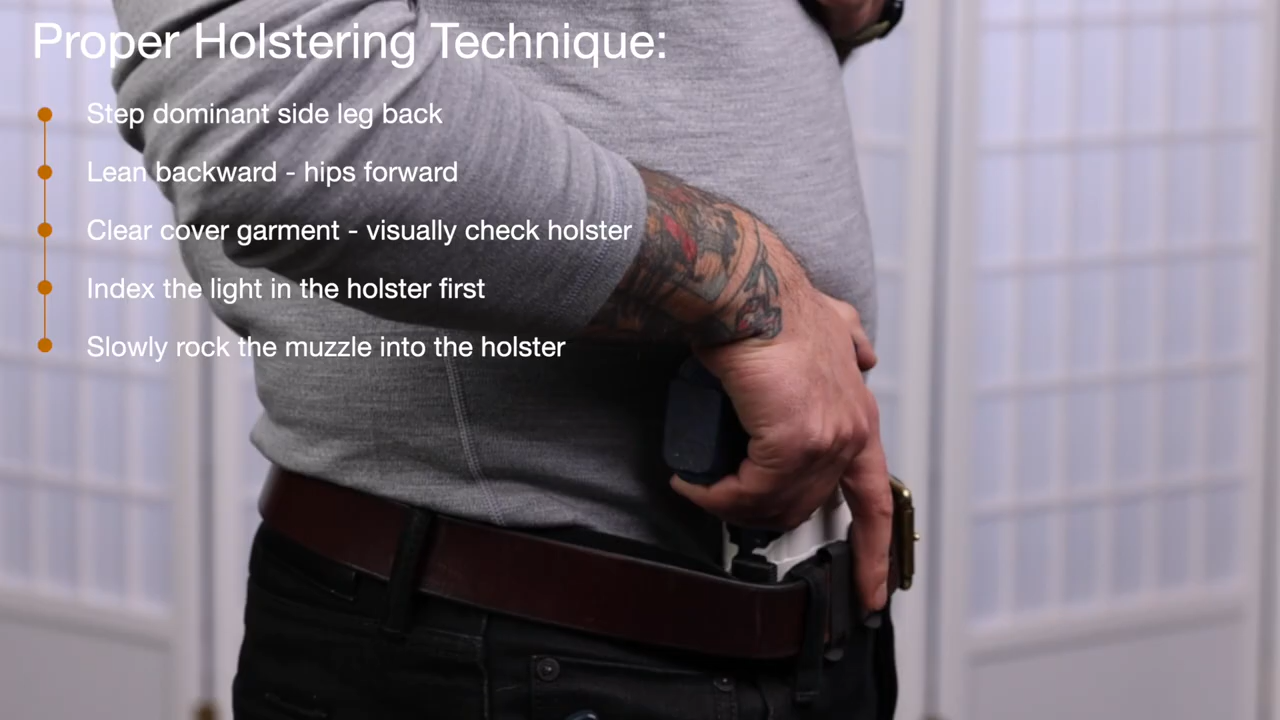 Proper Holstering Technique:
Step dominant side leg back
Lean backward - hips forward
Clear cover garment - visually check holster
Index the light in the holster first
Slowly rock the muzzle into the holster